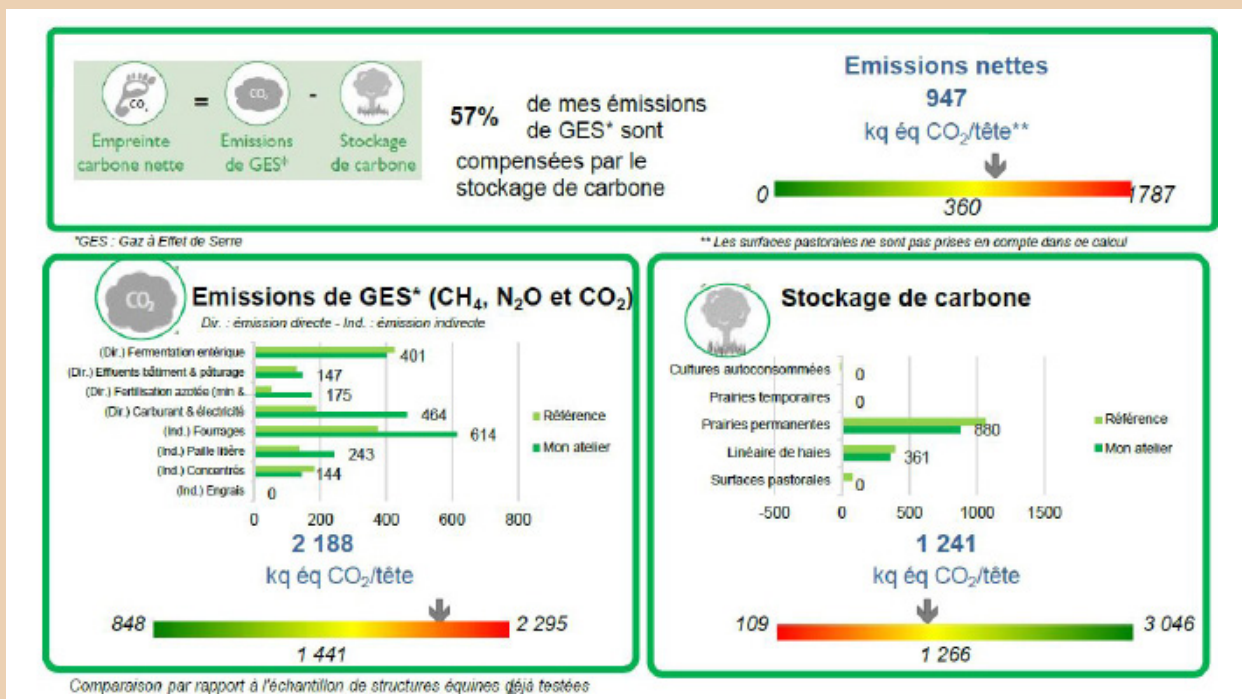 CO₂ = CO₂ -
Empreinte carbone nette
Emissions de GES*
Stockage de carbone
57% de mes émissions
de GES* sont
compensées par le
stockage de carbone
Emissions nettes
947
kq éq CO₂/tête**
0 360 1787
*GES : Gaz à Effet de Serre
** Les surfaces pastorales ne sont pas prises en compte dans ce calcul
CO₂
Emissions de GES* (CH₄, N₂O et CO₂)
Dir. : émission directe - Ind. : émission indirecte
(Dir.) Fermentation entérique 401
(Dir.) Effluents bâtiment & pâturage 147
(Dir.) Fertilisation azotée (min &... 175
(Dir.) Carburant & électricité 464
(Ind.) Fourrages 614
(Ind.) Paille litière 243
(Ind.) Concentrés 144
(Ind.) Engrais 0
Référence
Mon atelier
0 200 400 600 800
2 188
kq éq CO₂/tête
848 2 295
1 441
Stockage de carbone
Cultures autoconsommées 0
Prairies temporaires 0
Prairies permanentes 880
Linéaire de haies 361
Surfaces pastorales 0
Référence
Mon atelier
-500 0 500 1000 1500
1 241
kq éq CO₂/tête
109 3 046
1 266
Comparaison par rapport à l'échantillon de structures équines déjà testées